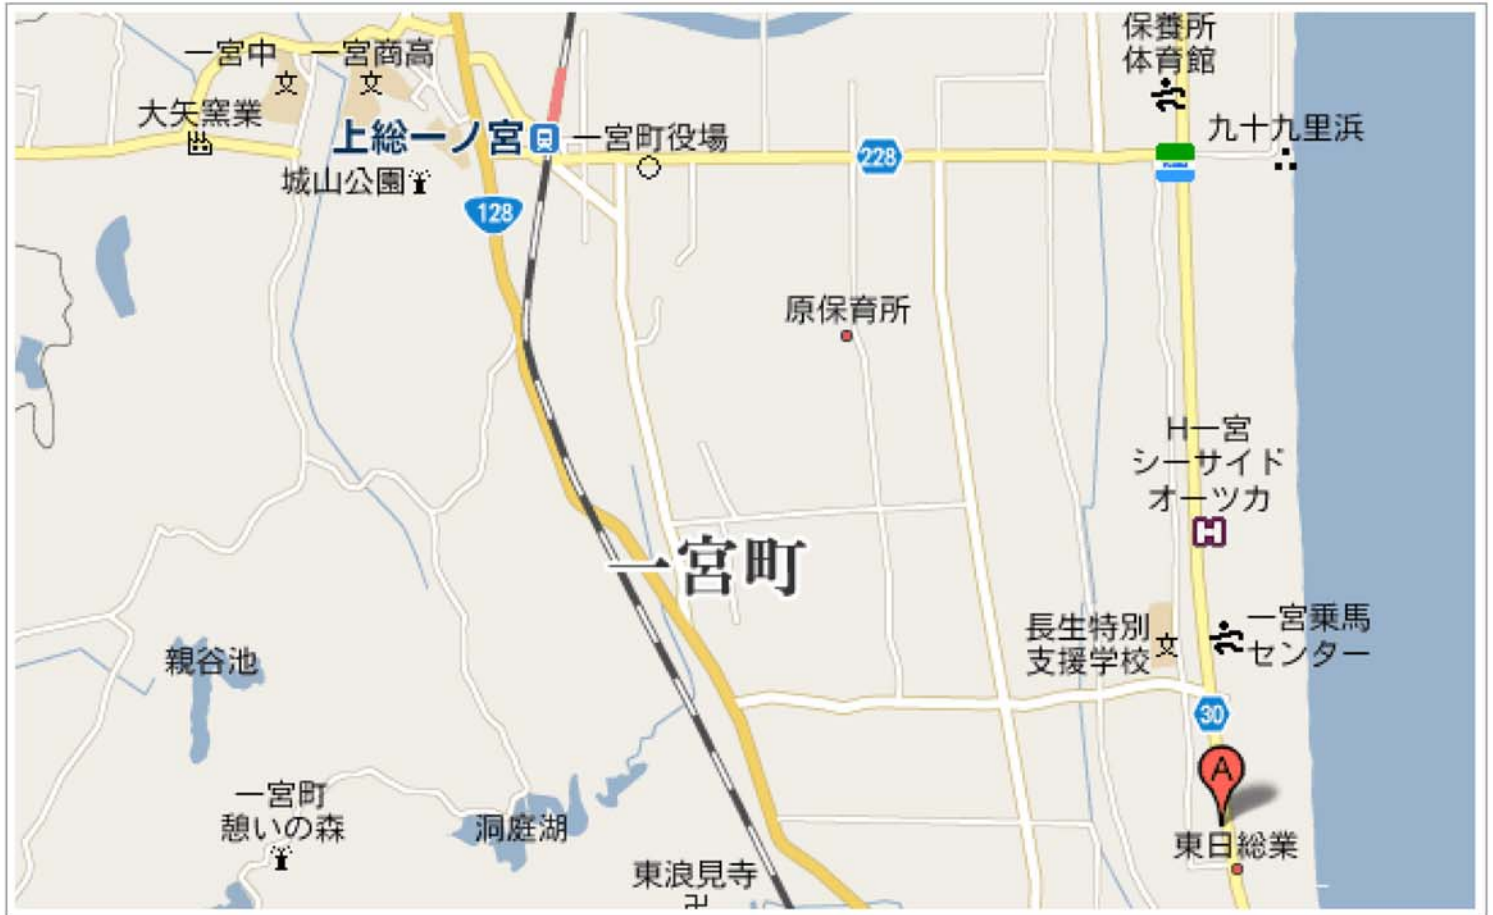 保養所
体育館
一宮中
一宮商高
大矢窯業
上総一ノ宮
一宮町役場
228
九十九里浜
城山公園
128
原保育所
H一宮
シーサイド
オーツカ
一宮町
長生特別
支援学校
一宮乗馬
センター
親谷池
30
A
一宮町
憩いの森
洞庭湖
東日総業
東浪見寺